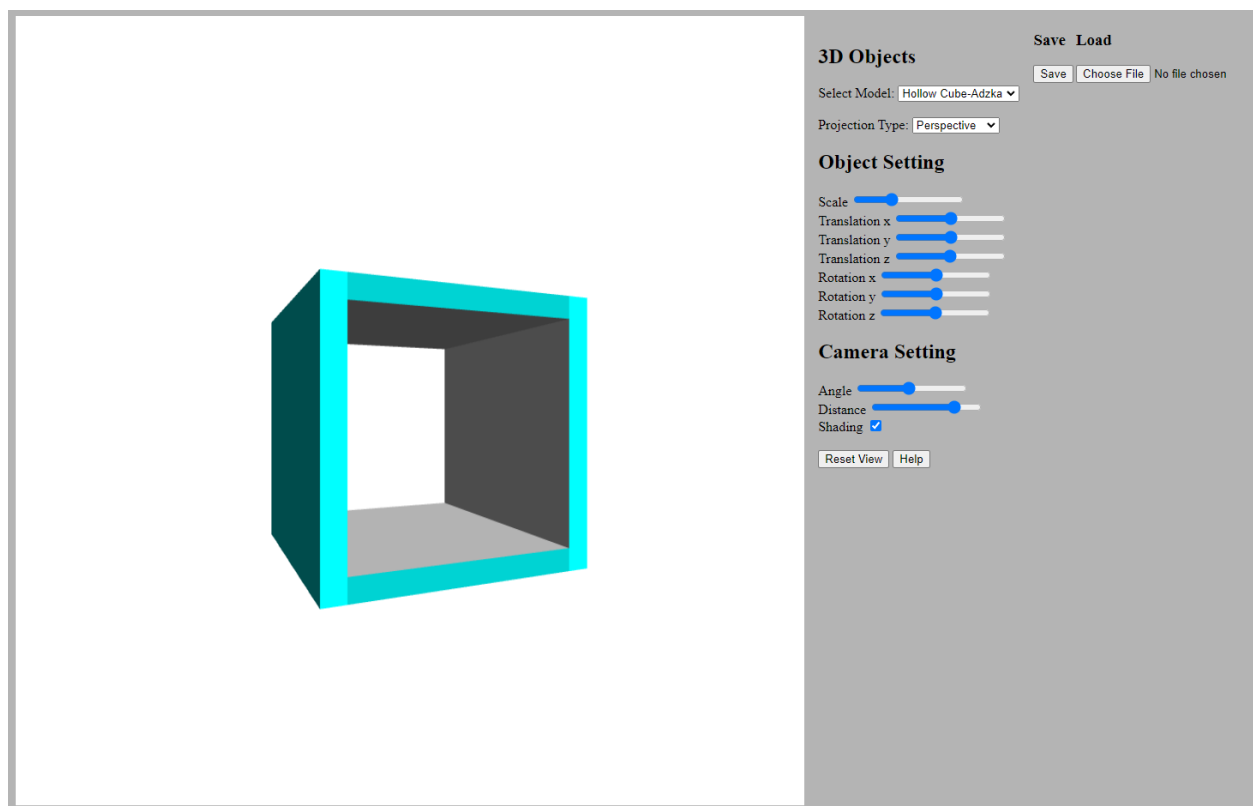 3D Objects
Select Model: Hollow Cube-Adzka
Projection Type: Perspective
Object Setting
Scale
Translation x
Translation y
Translation z
Rotation x
Rotation y
Rotation z
Camera Setting
Angle
Distance
Shading
Reset View Help
Save Load
Save Choose File No file chosen